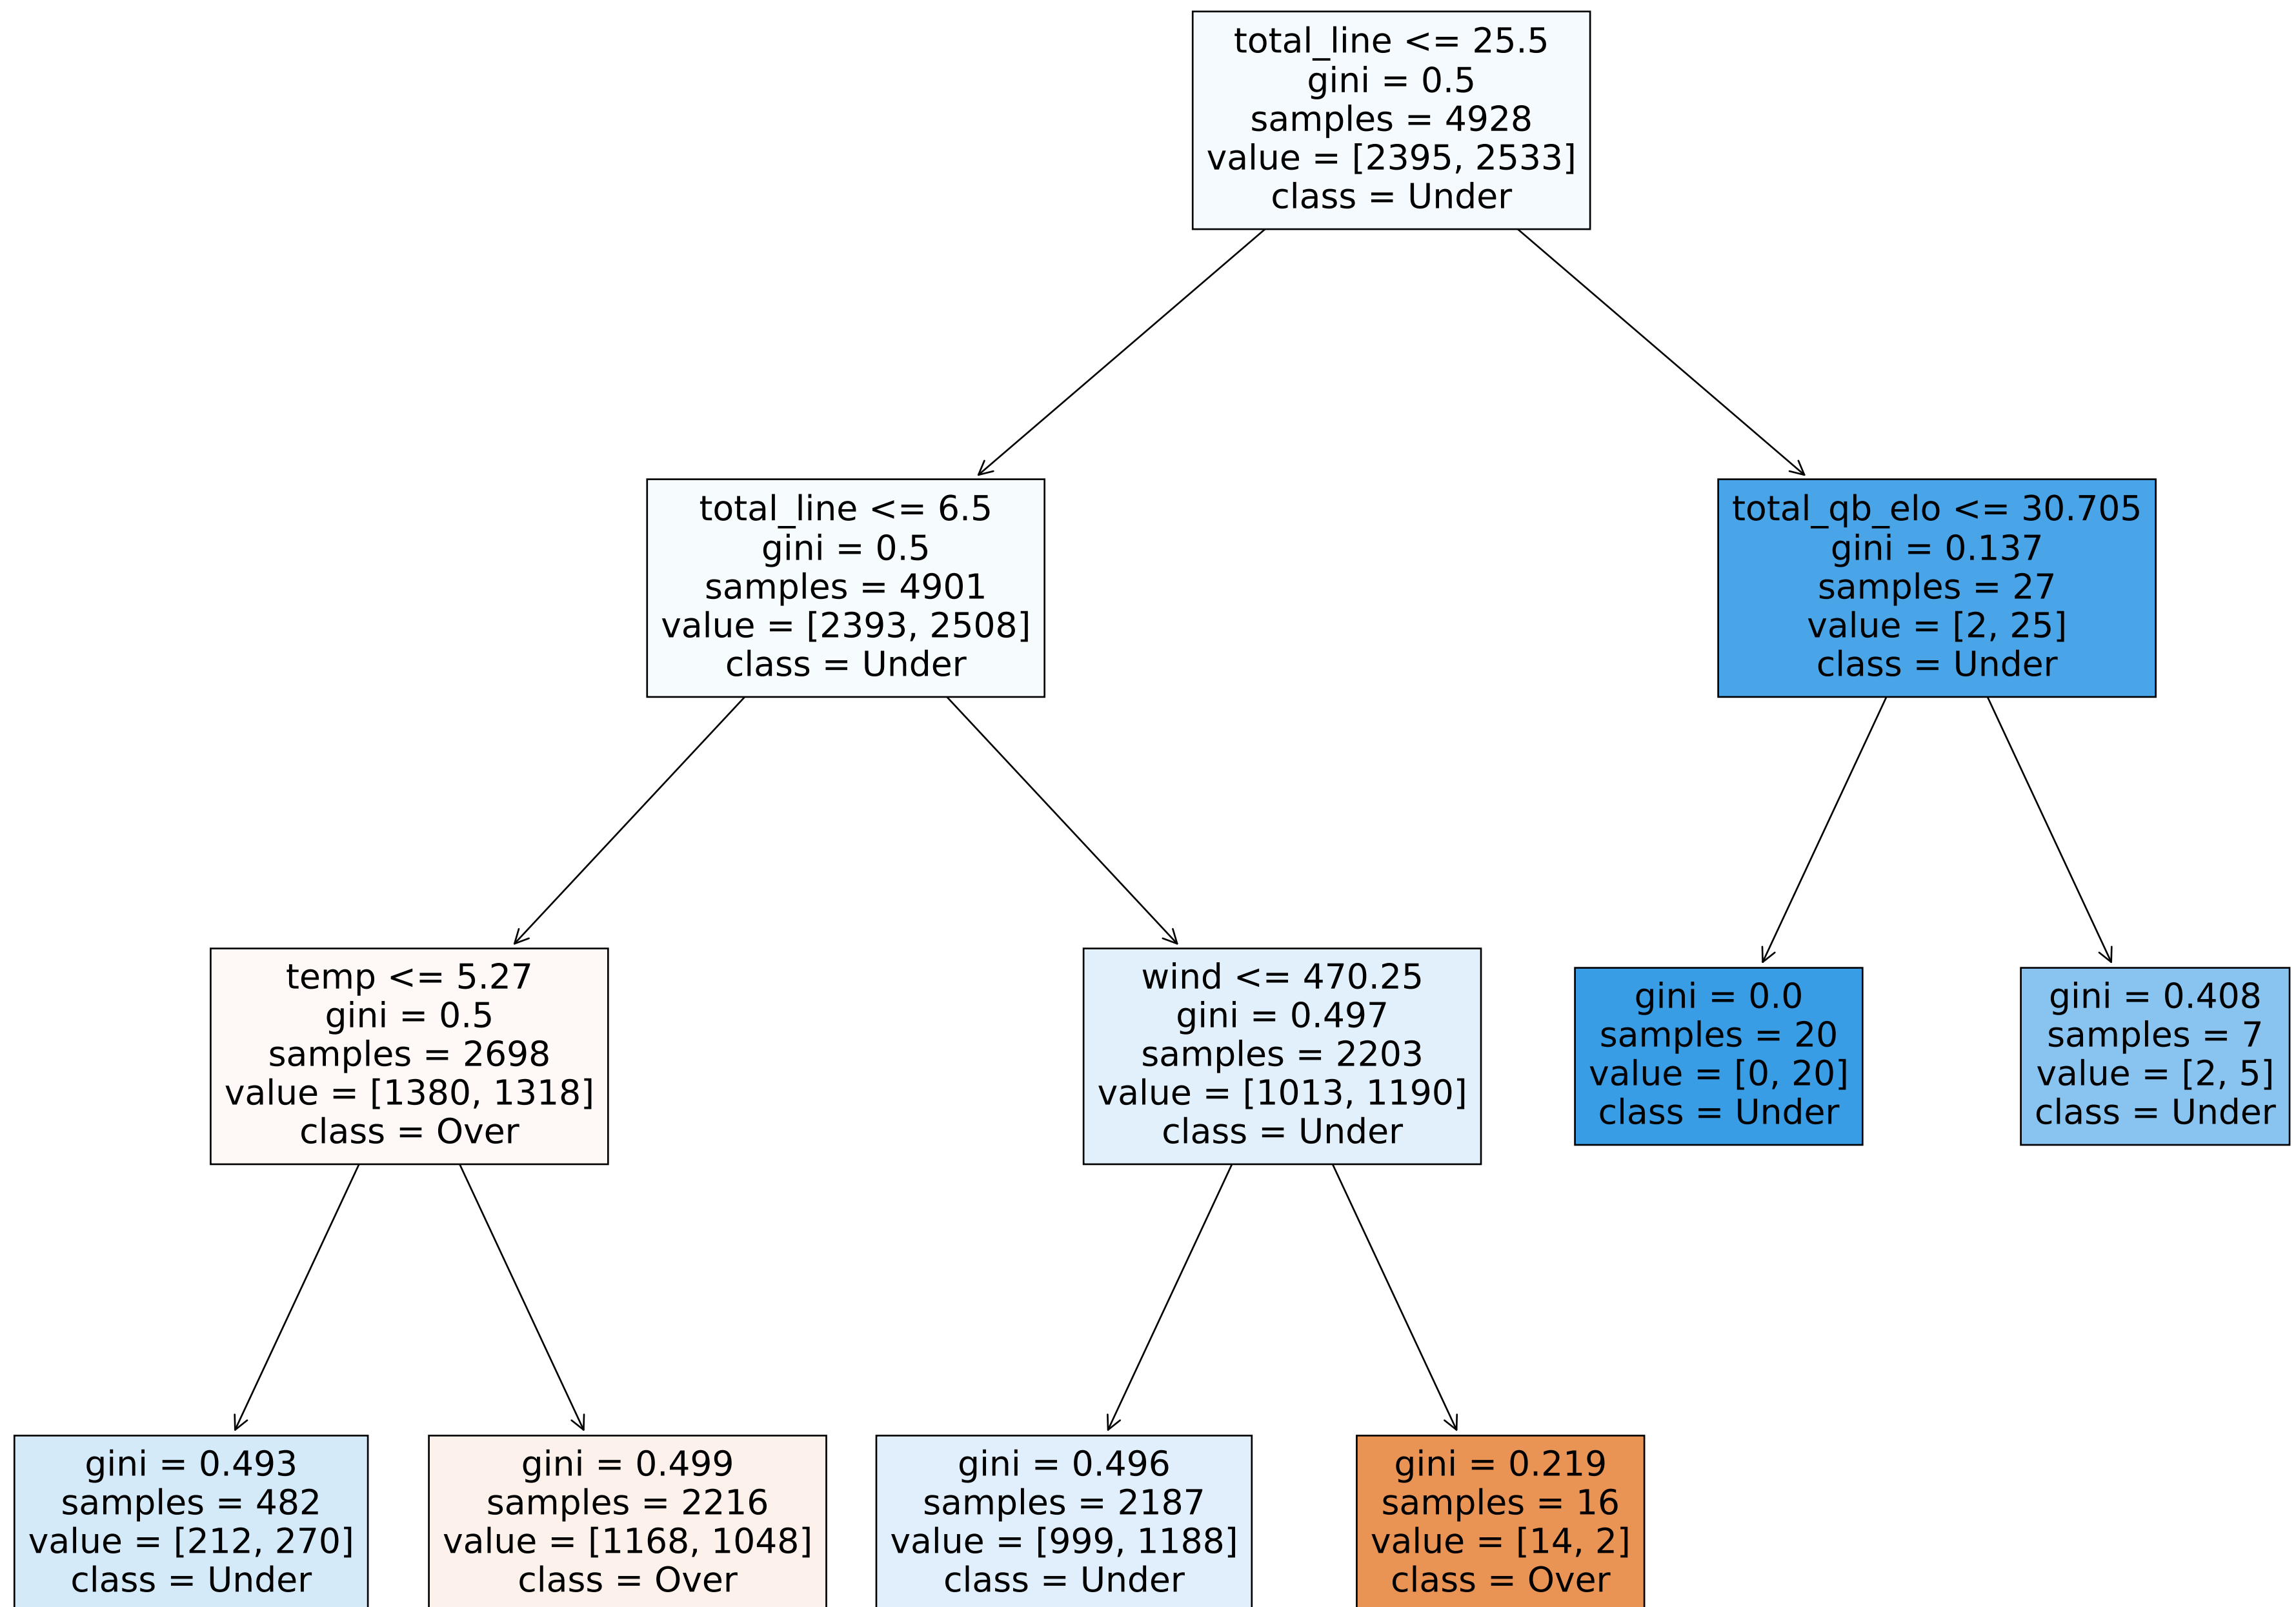 total_line <= 25.5
gini = 0.5
samples = 4928
value = [2395, 2533]
class = Under
total_line <= 6.5
gini = 0.5
samples = 4901
value = [2393, 2508]
class = Under
total_qb_elo <= 30.705
gini = 0.137
samples = 27
value = [2, 25]
class = Under
temp <= 5.27
gini = 0.5
samples = 2698
value = [1380, 1318]
class = Over
wind <= 470.25
gini = 0.497
samples = 2203
value = [1013, 1190]
class = Under
gini = 0.0
samples = 20
value = [0, 20]
class = Under
gini = 0.408
samples = 7
value = [2, 5]
class = Under
gini = 0.493
samples = 482
value = [212, 270]
class = Under
gini = 0.499
samples = 2216
value = [1168, 1048]
class = Over
gini = 0.496
samples = 2187
value = [999, 1188]
class = Under
gini = 0.219
samples = 16
value = [14, 2]
class = Over